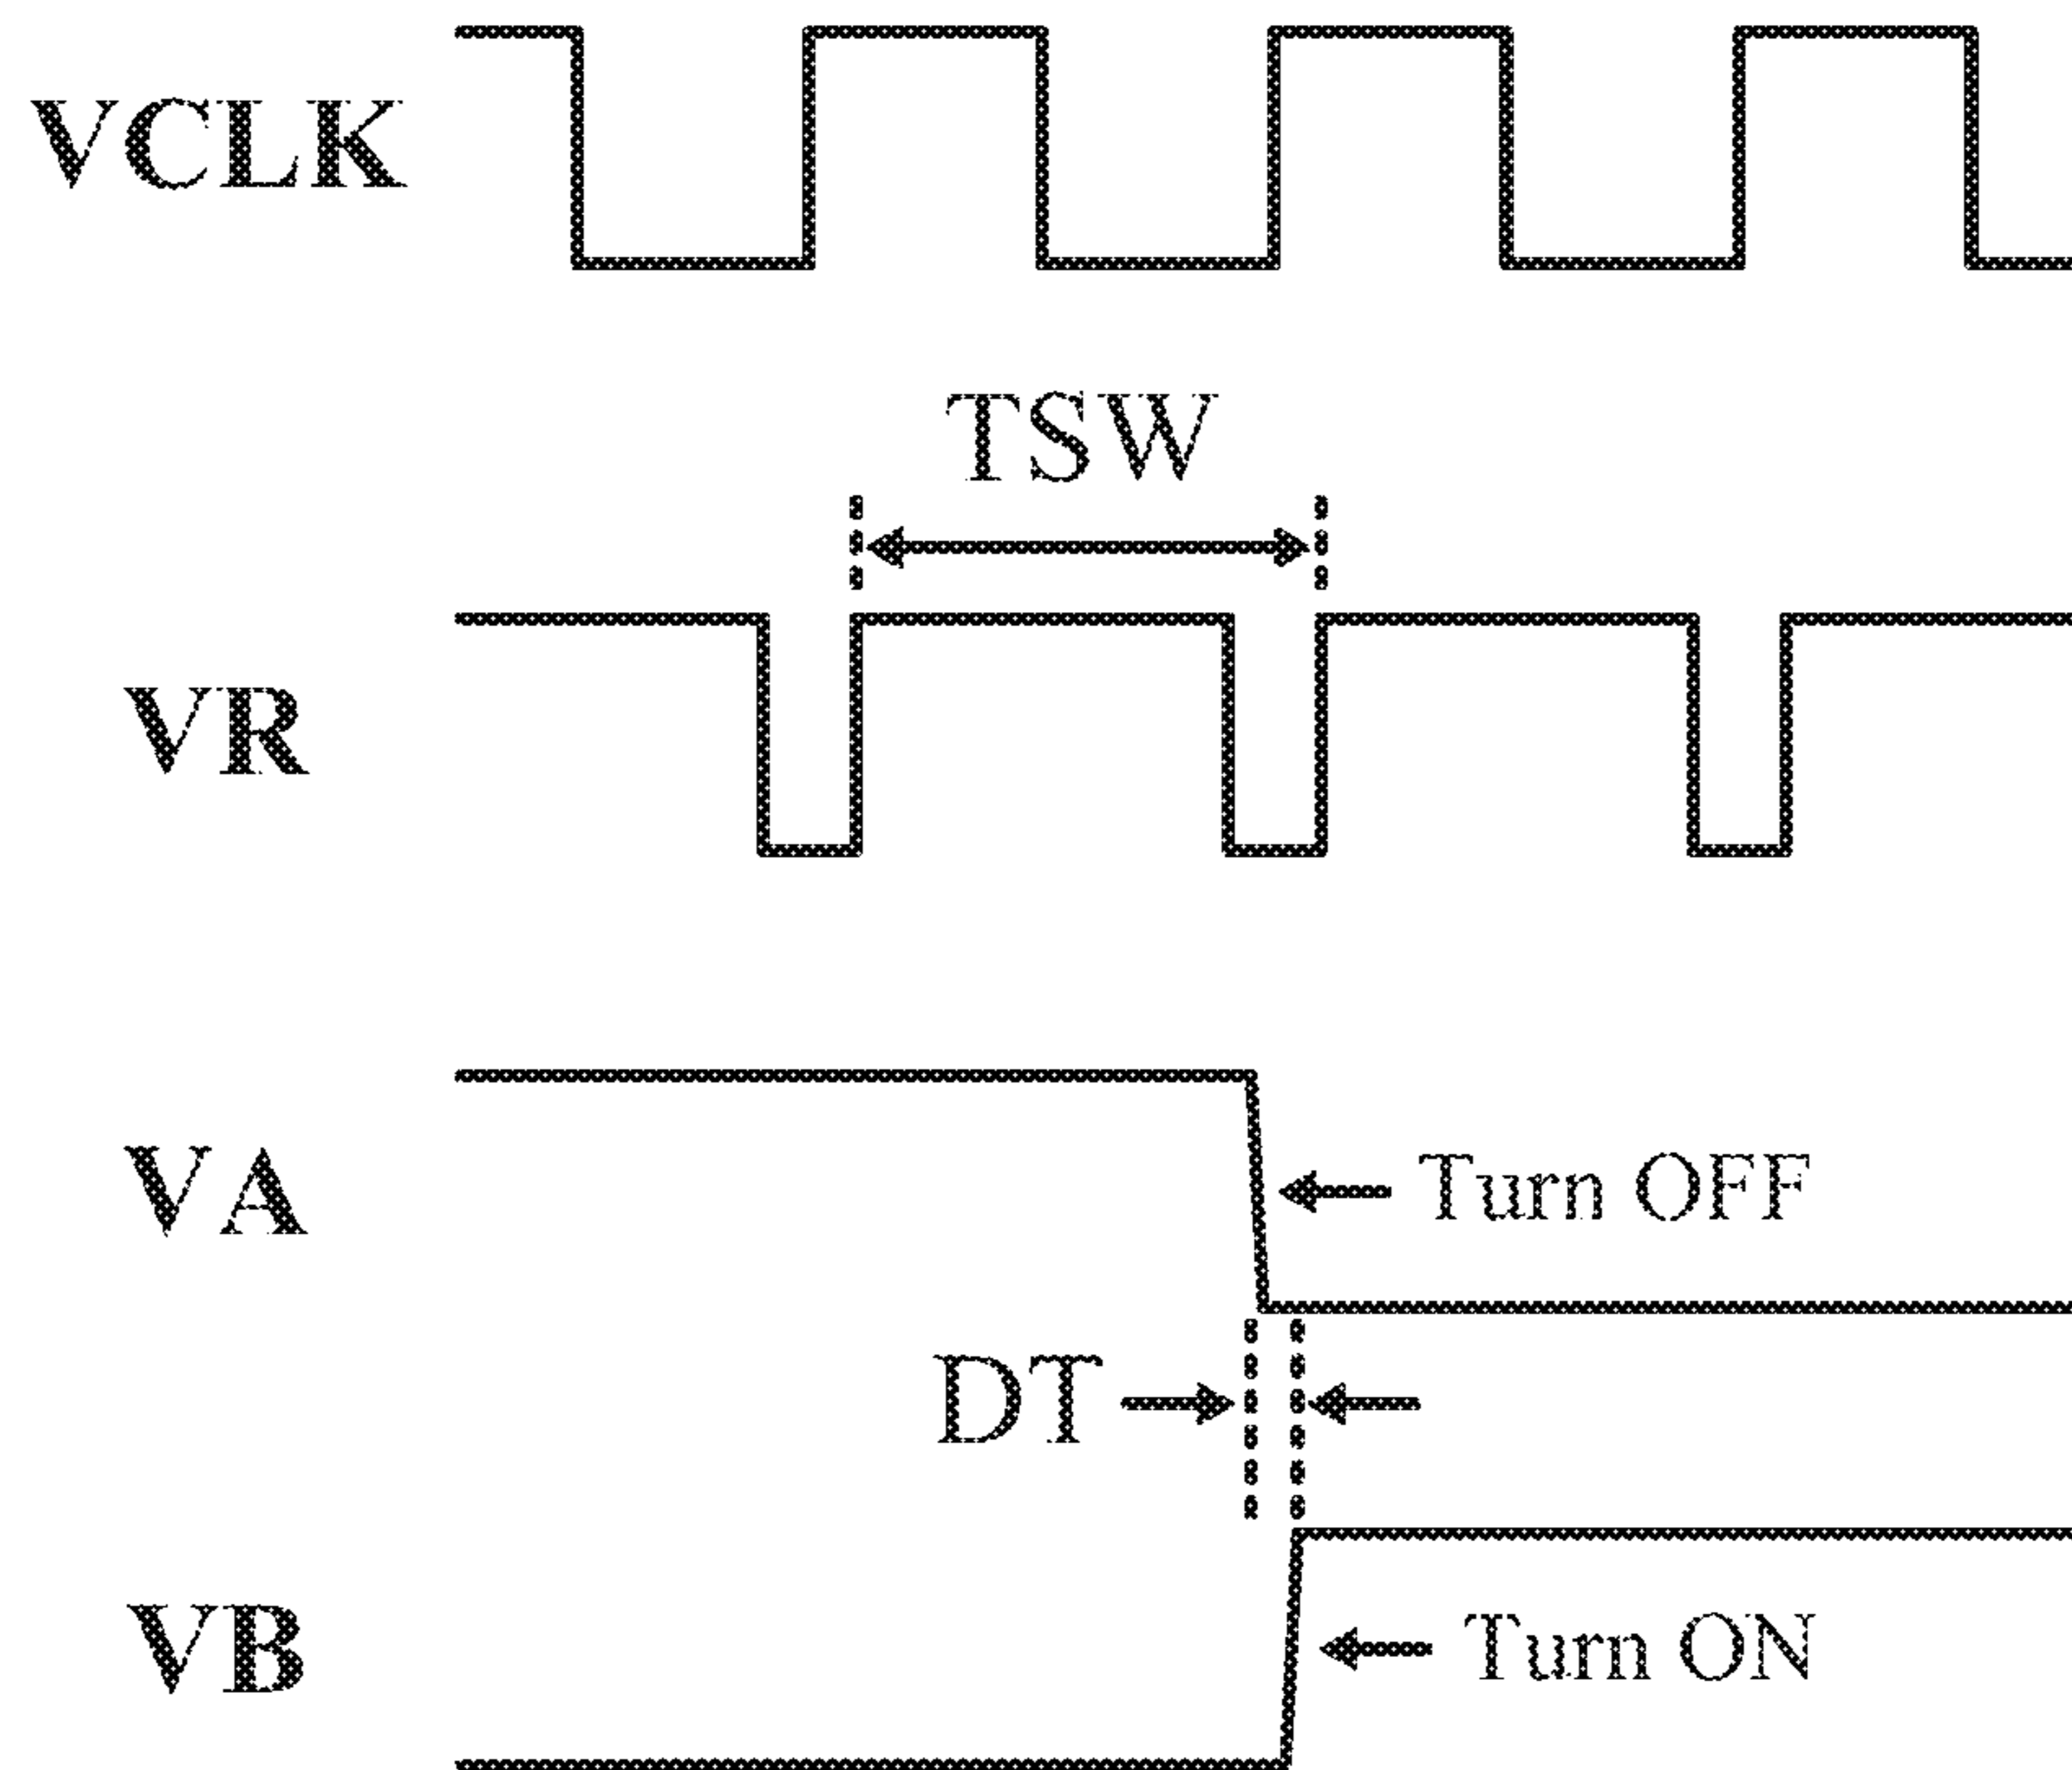 VCLK
TSW
VR
VA
Turn OFF
DT
VB
Turn ON